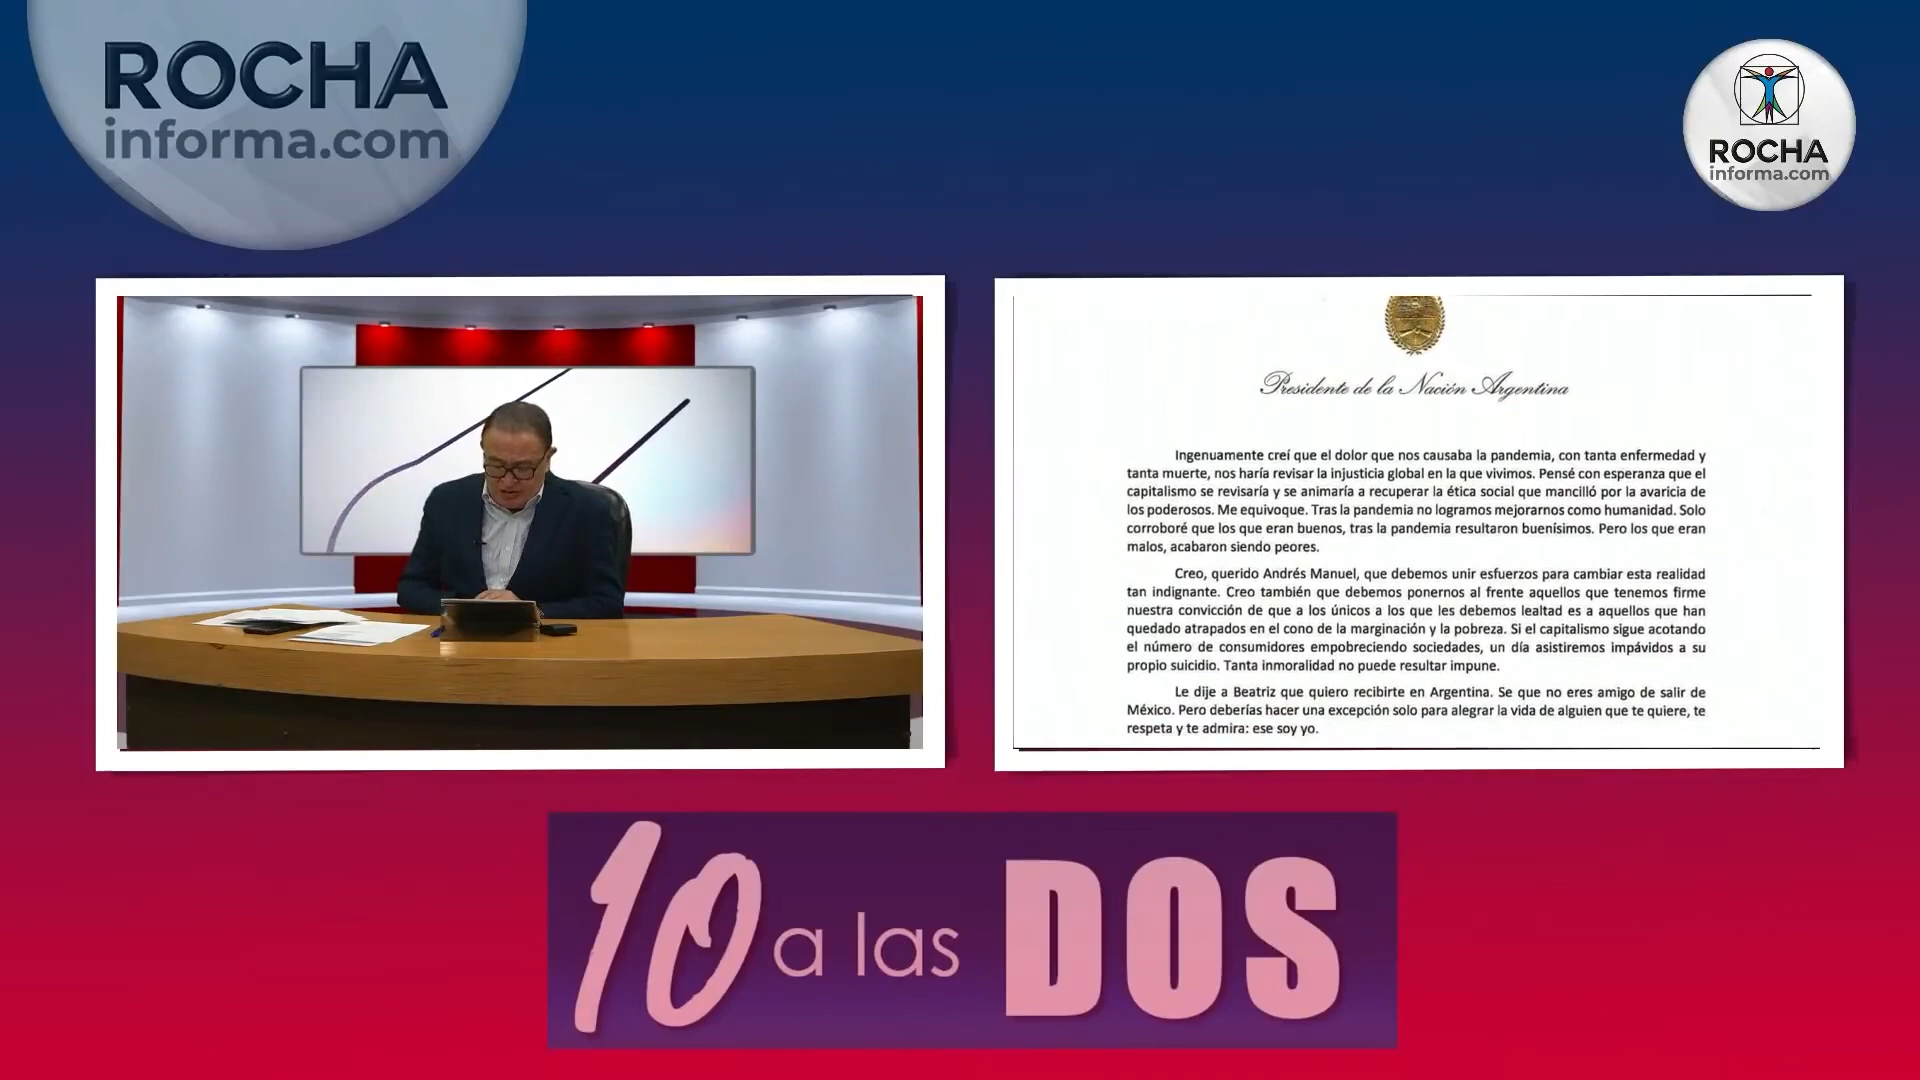 ROCHA
informa.com
ROCHA
informa.com
Presidente de la Nación Argentina
Ingenuamente creí que el dolor que nos causaba la pandemia, con tanta enfermedad y
tanta muerte, nos haría revisar la injusticia global en la que vivimos. Pensé con esperanza que el
capitalismo se revisaría y se animaría a recuperar la ética social que mancilló por la avaricia de
los poderosos. Me equivoque. Tras la pandemia no logramos mejorarnos como humanidad. Solo
corroboré que los que eran buenos, tras la pandemia resultaron buenísimos. Pero los que eran
malos, acabaron siendo peores.
Creo, querido Andrés Manuel, que debemos unir esfuerzos para cambiar esta realidad
tan indignante. Creo también que debemos ponernos al frente aquellos que tenemos firme
nuestra convicción de que a los únicos a los que les debemos lealtad es a aquellos que han
quedado atrapados en el cono de la marginación y la pobreza. Si el capitalismo sigue acotando
el número de consumidores empobreciendo sociedades, un día asistiremos impávidos a su
propio suicidio. Tanta inmoralidad no puede resultar impune.
Le dije a Beatriz que quiero recibirte en Argentina. Se que no eres amigo de salir de
México. Pero deberías hacer una excepción solo para alegrar la vida de alguien que te quiere, te
respeta y te admira: ese soy yo.
10 a las DOS